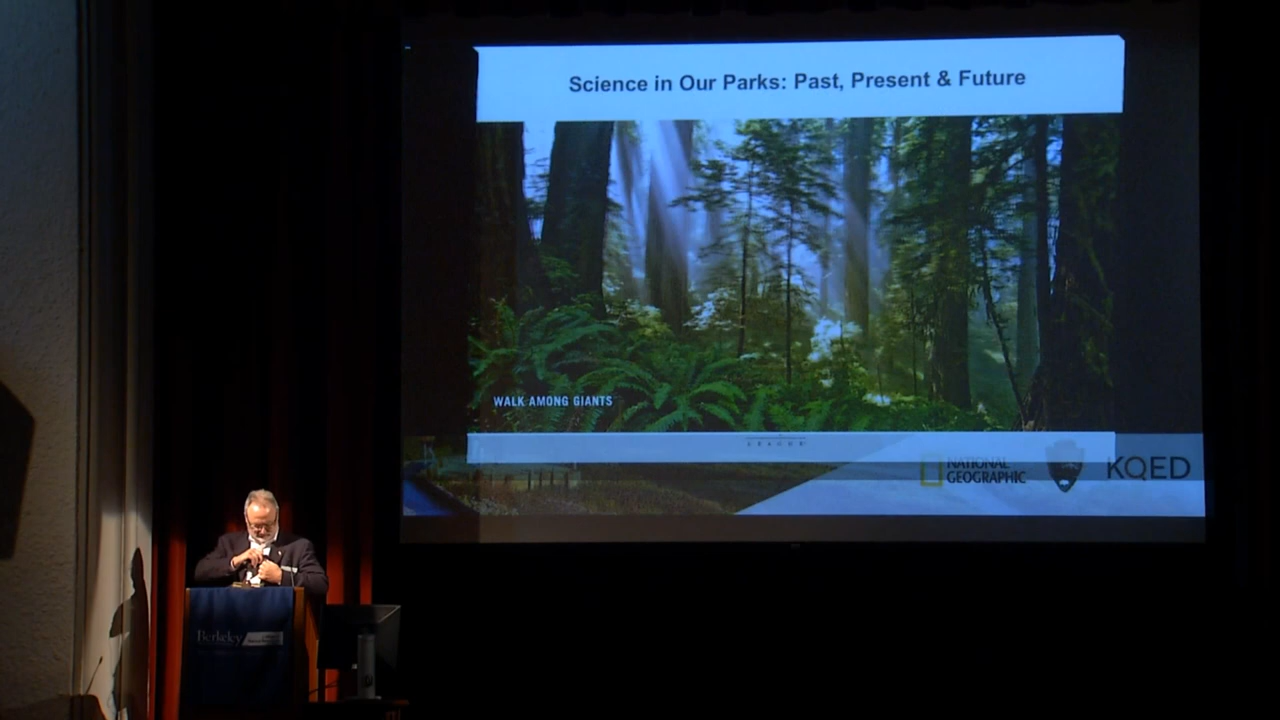 Science in Our Parks: Past, Present & Future
WALK AMONG GIANTS
NATIONAL
GEOGRAPHIC
KQED
Berkeley